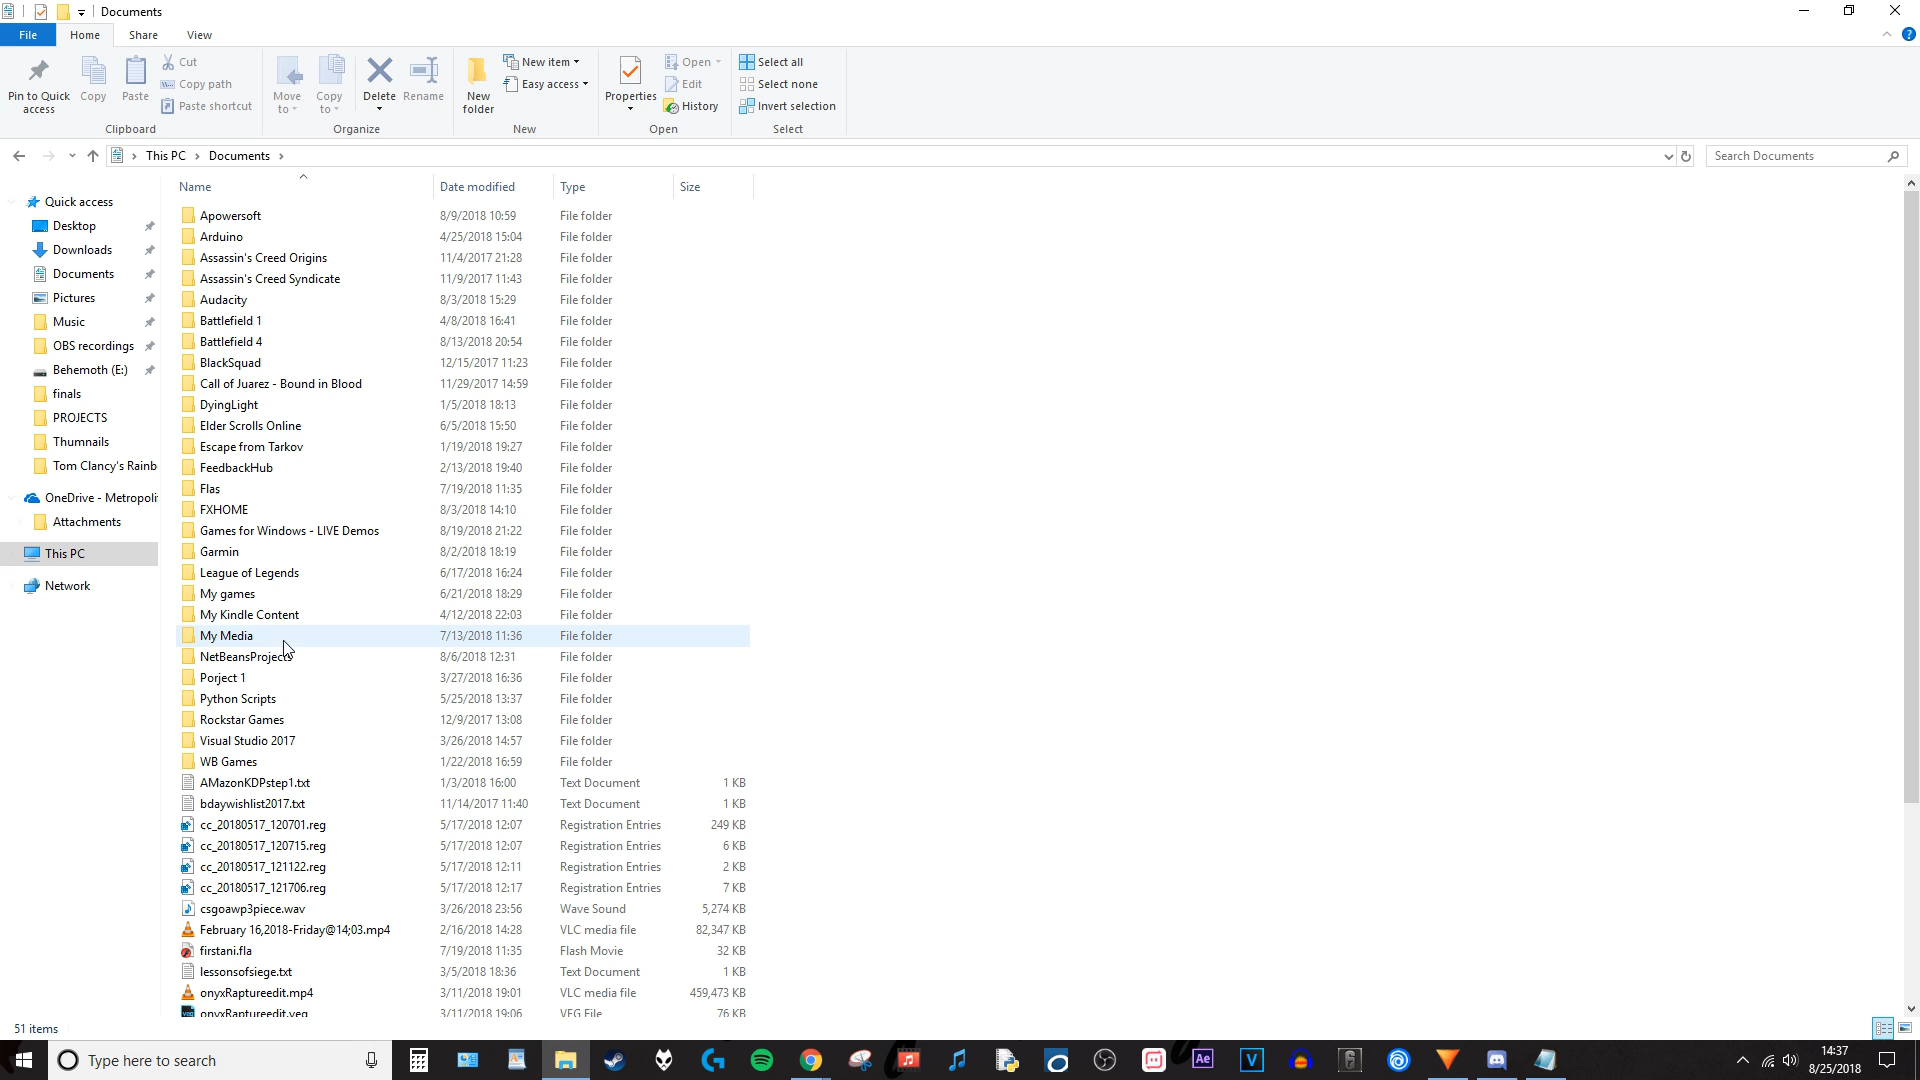 Documents
File Home Share View
Pin to Quick access
Copy
Paste
Cut
Copy path
Paste shortcut
Clipboard
Move to
Copy to
Delete
Rename
Organize
New folder
New item
Easy access
New
Properties
Open
Edit
History
Open
Select all
Select none
Invert selection
Select
This PC > Documents >
Search Documents
Quick access
Desktop
Downloads
Documents
Pictures
Music
OBS recordings
Behemoth (E:)
finals
PROJECTS
Thumnails
Tom Clancy's Rainb
OneDrive - Metropoli
Attachments
This PC
Network
Name Date modified Type Size
Apowersoft 8/9/2018 10:59 File folder
Arduino 4/25/2018 15:04 File folder
Assassin's Creed Origins 11/4/2017 21:28 File folder
Assassin's Creed Syndicate 11/9/2017 11:43 File folder
Audacity 8/3/2018 15:29 File folder
Battlefield 1 4/8/2018 16:41 File folder
Battlefield 4 8/13/2018 20:54 File folder
BlackSquad 12/15/2017 11:23 File folder
Call of Juarez - Bound in Blood 11/29/2017 14:59 File folder
DyingLight 1/5/2018 18:13 File folder
Elder Scrolls Online 6/5/2018 15:50 File folder
Escape from Tarkov 1/19/2018 19:27 File folder
FeedbackHub 2/13/2018 19:40 File folder
Flas 7/19/2018 11:35 File folder
FXHOME 8/3/2018 14:10 File folder
Games for Windows - LIVE Demos 8/19/2018 21:22 File folder
Garmin 8/2/2018 18:19 File folder
League of Legends 6/17/2018 16:24 File folder
My games 6/21/2018 18:29 File folder
My Kindle Content 4/12/2018 22:03 File folder
My Media 7/13/2018 11:36 File folder
NetBeansProjects 8/6/2018 12:31 File folder
Porject 1 3/27/2018 16:36 File folder
Python Scripts 5/25/2018 13:37 File folder
Rockstar Games 12/9/2017 13:08 File folder
Visual Studio 2017 3/26/2018 14:57 File folder
WB Games 1/22/2018 16:59 File folder
AMazonKDPstep1.txt 1/3/2018 16:00 Text Document 1 KB
bdaywishlist2017.txt 11/14/2017 11:40 Text Document 1 KB
cc_20180517_120701.reg 5/17/2018 12:07 Registration Entries 249 KB
cc_20180517_120715.reg 5/17/2018 12:07 Registration Entries 6 KB
cc_20180517_121122.reg 5/17/2018 12:11 Registration Entries 2 KB
cc_20180517_121706.reg 5/17/2018 12:17 Registration Entries 7 KB
csgoawp3piece.wav 3/26/2018 23:56 Wave Sound 5,274 KB
February 16,2018-Friday@14;03.mp4 2/16/2018 14:28 VLC media file 82,347 KB
firstani.fla 7/19/2018 11:35 Flash Movie 32 KB
lessonsofsiege.txt 3/5/2018 18:36 Text Document 1 KB
onyxRaptureedit.mp4 3/11/2018 19:01 VLC media file 459,473 KB
onyxRaptureedit.veg 3/11/2018 19:06 VEG File 76 KB
51 items
Type here to search
Ae
V
14:37
8/25/2018